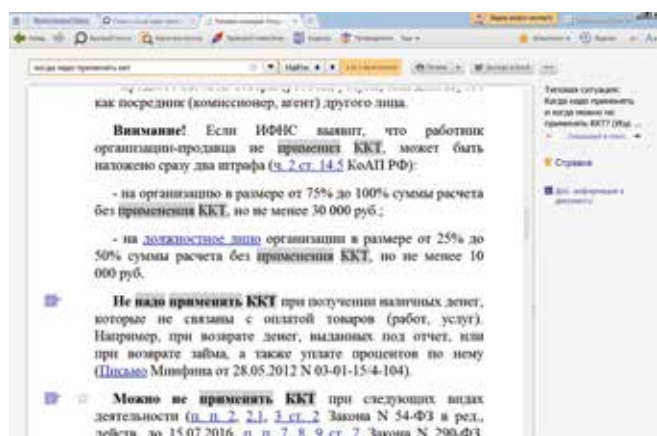 когда надо применять ккт
Найти
как посредник (комиссионер, агент) другого лица.
Внимание! Если ИФНС выявит, что работник
организации-продавца не применил ККТ, может быть
наложено сразу два штрафа (ч. 2 ст. 14.5 КоАП РФ):
- на организацию в размере от 75% до 100% суммы расчета
без применения ККТ, но не менее 30 000 руб.;
- на должностное лицо организации в размере от 25% до
50% суммы расчета без применения ККТ, но не менее 10
000 руб.
Не надо применять ККТ при получении наличных денег,
которые не связаны с оплатой товаров (работ, услуг).
Например, при возврате денег, выданных под отчет, или
при возврате займа, а также уплате процентов по нему
(Письмо Минфина от 28.05.2012 N 03-01-15/4-104).
Можно не применять ККТ при следующих видах
деятельности (п. п. 2, 2.1, 3 ст. 2 Закона N 54-ФЗ в ред.,
действ. до 15.07.2016, п. п. 7, 8, 9 ст. 7 Закона N 290-ФЗ,
Типовая ситуация:
Когда надо применять
и когда можно не
применять ККТ? (Изд.
Справка
Доп. информация к
документу